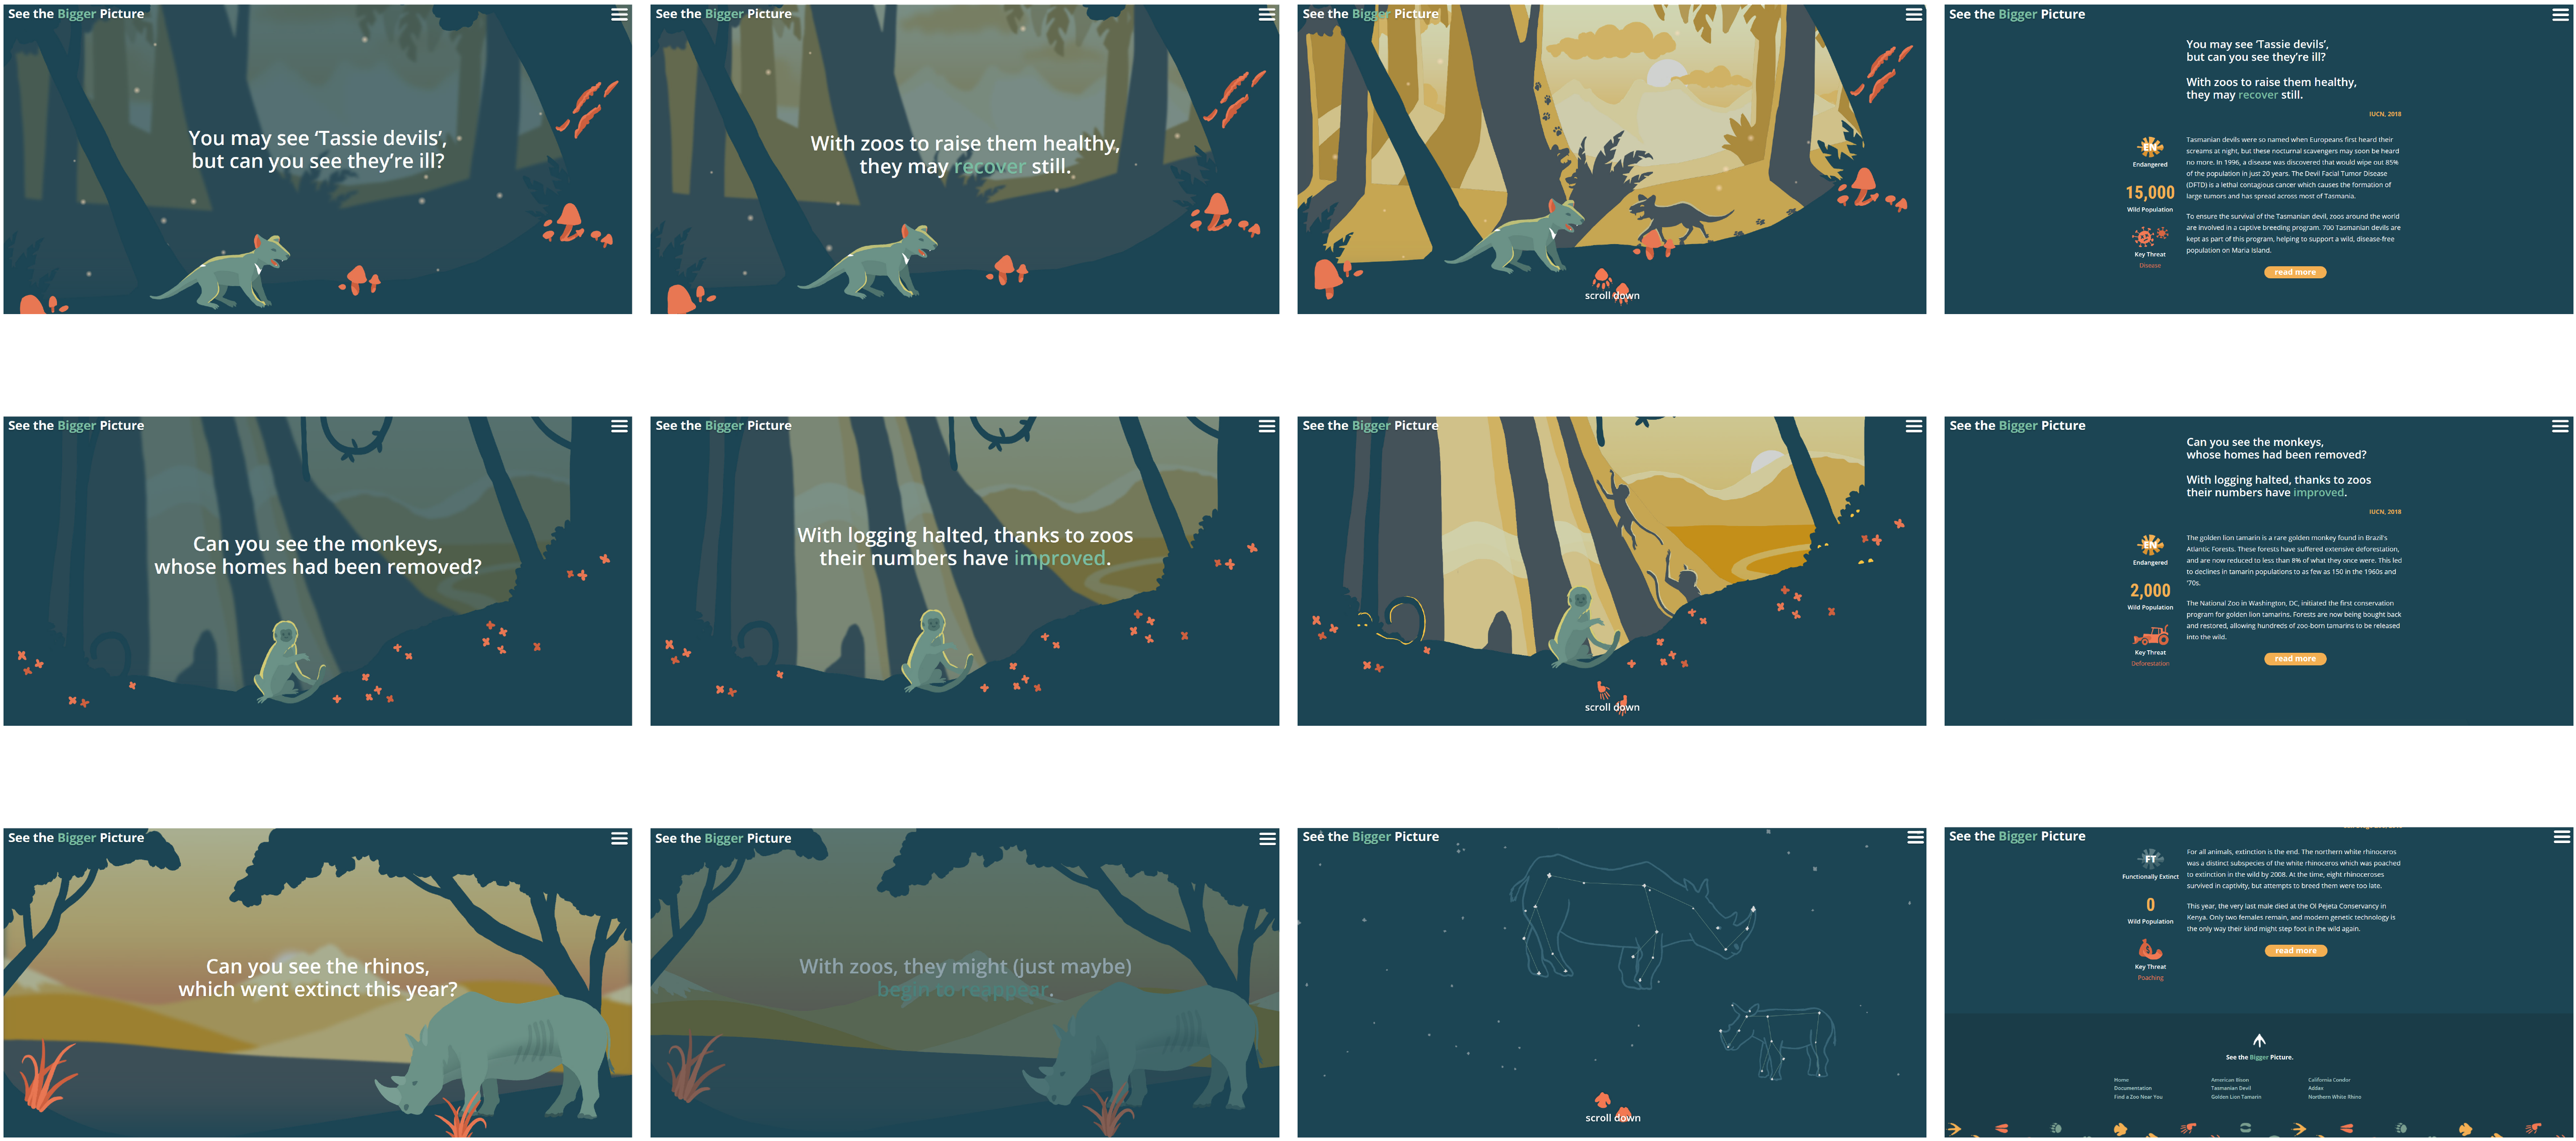 See the Bigger Picture
You may see ‘Tassie devils’,
but can you see they’re ill?
See the Bigger Picture
With zoos to raise them healthy,
they may recover still.
See the Bigger Picture
scroll down
See the Bigger Picture
You may see ‘Tassie devils’,
but can you see they’re ill?
With zoos to raise them healthy,
they may recover still.
IUCN, 2018
EN
Endangered
15,000
Wild Population
Key Threat
Disease
Tasmanian devils were so named when Europeans first heard their
screams at night, but these nocturnal scavengers may soon be heard
no more. In 1996, a disease was discovered that would wipe out 85%
of the population in just 20 years. The Devil Facial Tumor Disease
(DFTD) is a lethal contagious cancer which causes the formation of
large tumors and has spread across most of Tasmania.
To ensure the survival of the Tasmanian devil, zoos around the world
are involved in a captive breeding program. 700 Tasmanian devils are
kept as part of this program, helping to support a wild, disease-free
population on Maria Island.
read more
See the Bigger Picture
Can you see the monkeys,
whose homes had been removed?
See the Bigger Picture
With logging halted, thanks to zoos
their numbers have improved.
See the Bigger Picture
scroll down
See the Bigger Picture
Can you see the monkeys,
whose homes had been removed?
With logging halted, thanks to zoos
their numbers have improved.
IUCN, 2018
EN
Endangered
2,000
Wild Population
Key Threat
Deforestation
The golden lion tamarin is a rare golden monkey found in Brazil's
Atlantic Forests. These forests have suffered extensive deforestation,
and are now reduced to less than 8% of what they once were. This led
to declines in tamarin populations to as few as 150 in the 1960s and
'70s.
The National Zoo in Washington, DC, initiated the first conservation
program for golden lion tamarins. Forests are now being bought back
and restored, allowing hundreds of zoo-born tamarins to be released
into the wild.
read more
See the Bigger Picture
Can you see the rhinos,
which went extinct this year?
See the Bigger Picture
With zoos, they might (just maybe)
begin to reappear.
See the Bigger Picture
scroll down
See the Bigger Picture
FT
Functionally Extinct
0
Wild Population
Key Threat
Poaching
For all animals, extinction is the end. The northern white rhinoceros
was a distinct subspecies of the white rhinoceros which was poached
to extinction in the wild by 2008. At the time, eight rhinoceroses
survived in captivity, but attempts to breed them were too late.
This year, the very last male died at the Ol Pejeta Conservancy in
Kenya. Only two females remain, and modern genetic technology is
the only way their kind might step foot in the wild again.
read more
See the Bigger Picture.
Home
Documentation
Find a Zoo Near You
American Bison
Tasmanian Devil
Golden Lion Tamarin
California Condor
Addax
Northern White Rhino